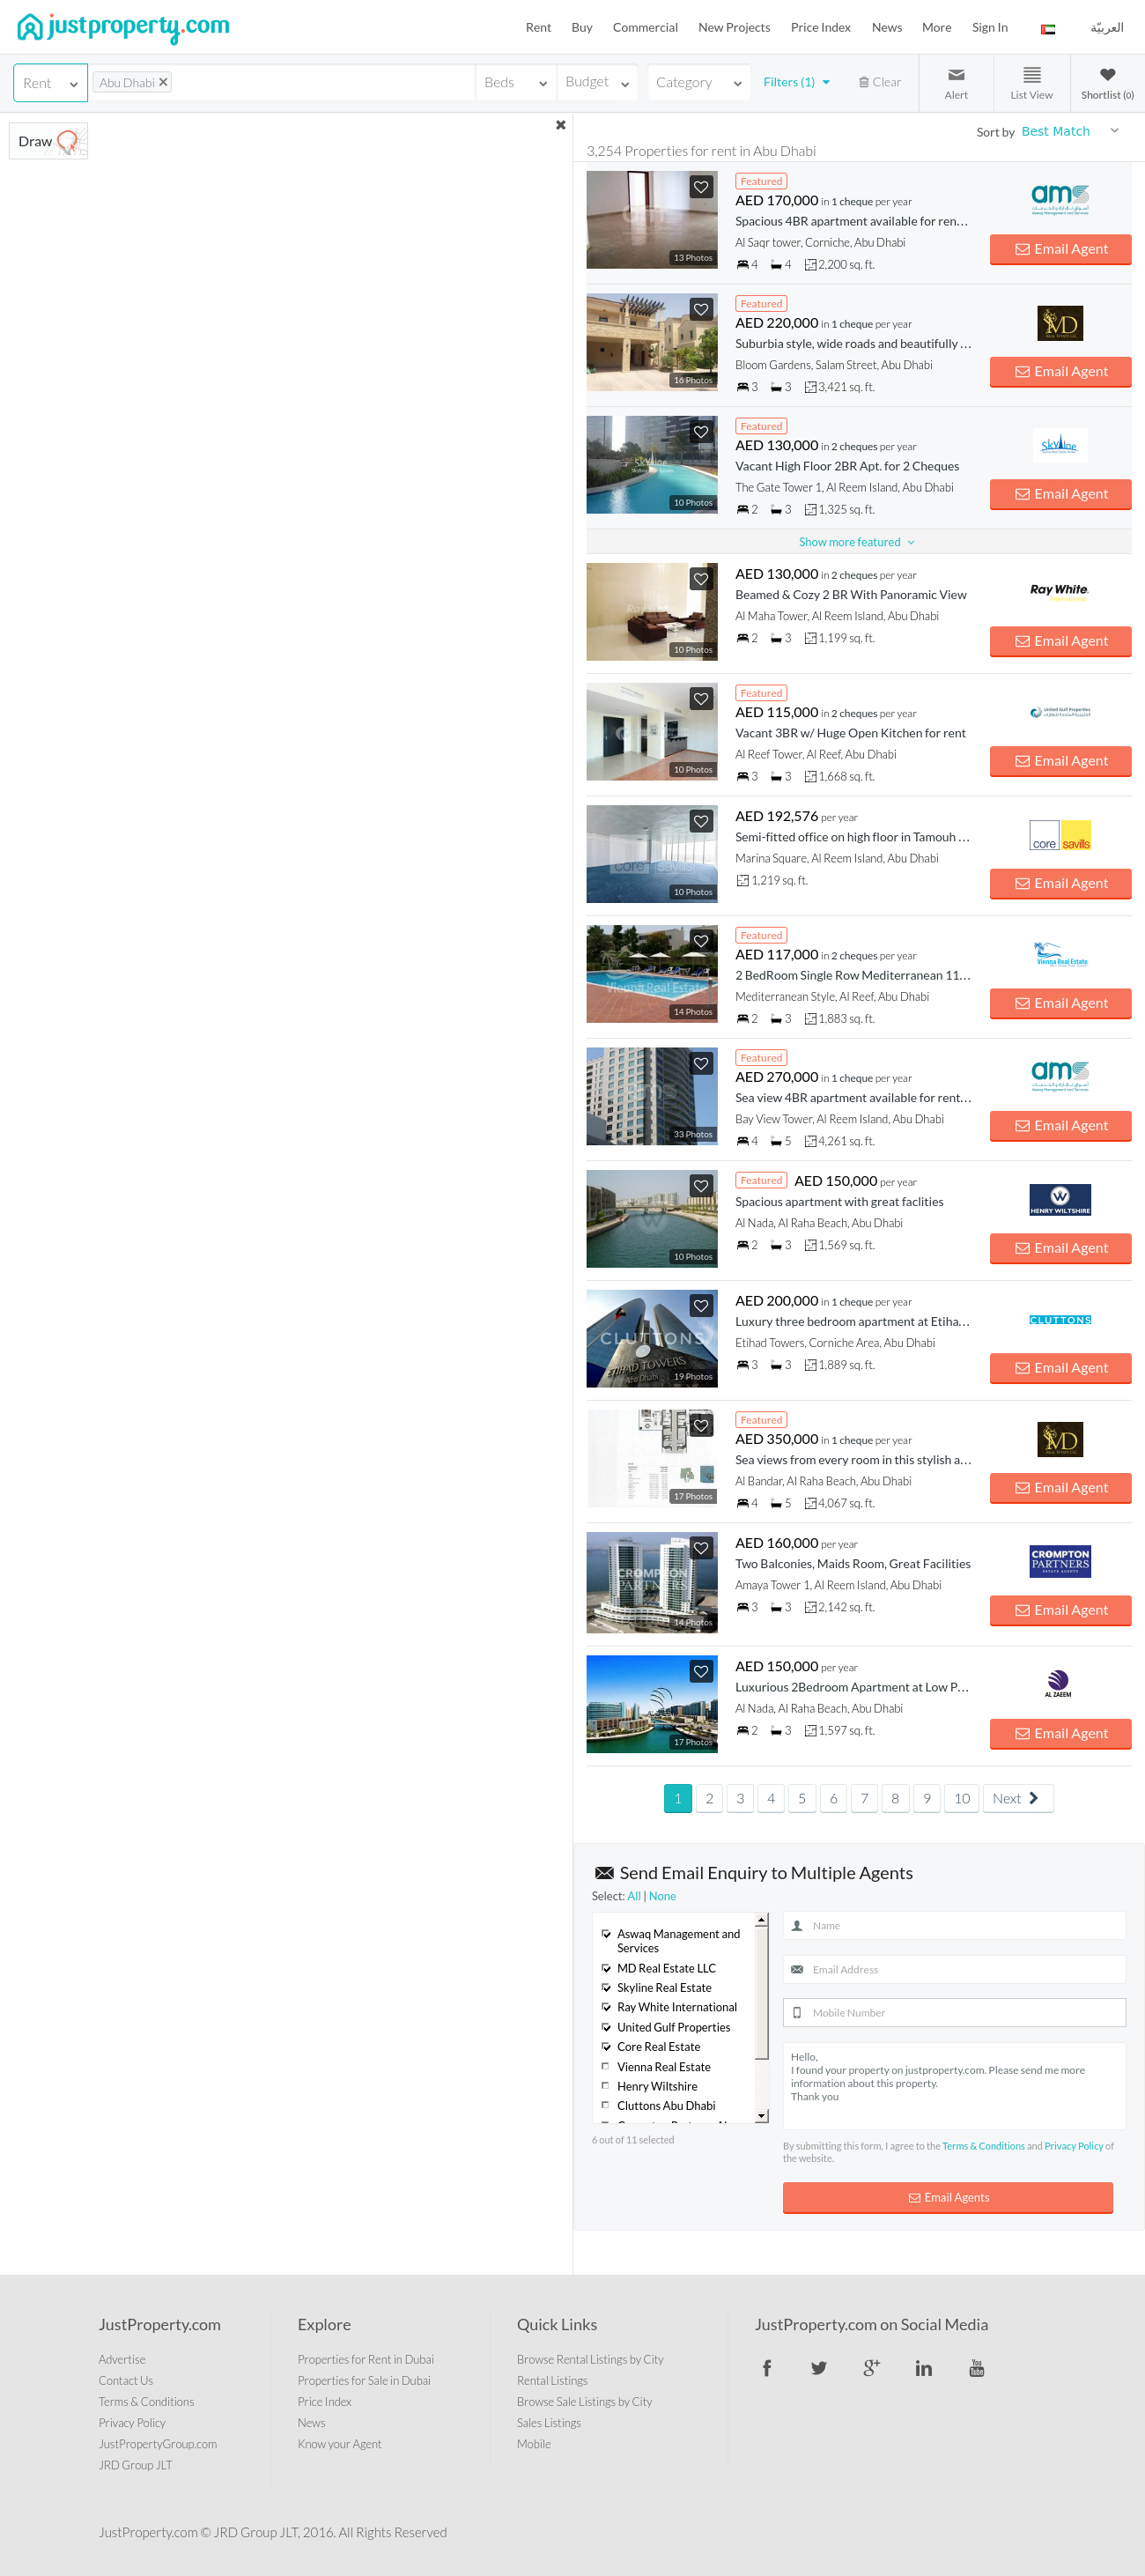 justproperty.com
Rent Buy Commercial New Projects Price Index News More Sign In العربيّة
Rent Abu Dhabi Beds Budget Category Filters (1) Clear Alert List View Shortlist (0)
Draw
Sort by Best Match
3,254 Properties for rent in Abu Dhabi
13 Photos
Featured
AED 170,000 in 1 cheque per year
Spacious 4BR apartment available for ren...
Al Saqr tower, Corniche, Abu Dhabi
4 4 2,200 sq. ft.
ams
Email Agent
16 Photos
Featured
AED 220,000 in 1 cheque per year
Suburbia style, wide roads and beautifully ...
Bloom Gardens, Salam Street, Abu Dhabi
3 3 3,421 sq. ft.
MD
Email Agent
10 Photos
Featured
AED 130,000 in 2 cheques per year
Vacant High Floor 2BR Apt. for 2 Cheques
The Gate Tower 1, Al Reem Island, Abu Dhabi
2 3 1,325 sq. ft.
Skyline
Email Agent
Show more featured
10 Photos
AED 130,000 in 2 cheques per year
Beamed & Cozy 2 BR With Panoramic View
Al Maha Tower, Al Reem Island, Abu Dhabi
2 3 1,199 sq. ft.
Ray White.
Email Agent
10 Photos
Featured
AED 115,000 in 2 cheques per year
Vacant 3BR w/ Huge Open Kitchen for rent
Al Reef Tower, Al Reef, Abu Dhabi
3 3 1,668 sq. ft.
United Gulf Properties
Email Agent
core savills
10 Photos
AED 192,576 per year
Semi-fitted office on high floor in Tamouh ...
Marina Square, Al Reem Island, Abu Dhabi
1,219 sq. ft.
core savills
Email Agent
Vienna Real Estate
14 Photos
Featured
AED 117,000 in 2 cheques per year
2 BedRoom Single Row Mediterranean 11...
Mediterranean Style, Al Reef, Abu Dhabi
2 3 1,883 sq. ft.
Vienna Real Estate
Email Agent
33 Photos
Featured
AED 270,000 in 1 cheque per year
Sea view 4BR apartment available for rent...
Bay View Tower, Al Reem Island, Abu Dhabi
4 5 4,261 sq. ft.
ams
Email Agent
10 Photos
Featured AED 150,000 per year
Spacious apartment with great faclities
Al Nada, Al Raha Beach, Abu Dhabi
2 3 1,569 sq. ft.
HENRY WILTSHIRE
Email Agent
CLUTTONS
ETIHAD TOWERS
Abu Dhabi
19 Photos
AED 200,000 in 1 cheque per year
Luxury three bedroom apartment at Etiha...
Etihad Towers, Corniche Area, Abu Dhabi
3 3 1,889 sq. ft.
CLUTTONS
Email Agent
17 Photos
Featured
AED 350,000 in 1 cheque per year
Sea views from every room in this stylish a...
Al Bandar, Al Raha Beach, Abu Dhabi
4 5 4,067 sq. ft.
MD
Email Agent
CROMPTON
PARTNERS
14 Photos
AED 160,000 per year
Two Balconies, Maids Room, Great Facilities
Amaya Tower 1, Al Reem Island, Abu Dhabi
3 3 2,142 sq. ft.
CROMPTON
PARTNERS
ESTATE AGENTS
Email Agent
17 Photos
AED 150,000 per year
Luxurious 2Bedroom Apartment at Low P...
Al Nada, Al Raha Beach, Abu Dhabi
2 3 1,597 sq. ft.
AL ZAEEM
Email Agent
1 2 3 4 5 6 7 8 9 10 Next
Send Email Enquiry to Multiple Agents
Select: All | None
Aswaq Management and
Services
MD Real Estate LLC
Skyline Real Estate
Ray White International
United Gulf Properties
Core Real Estate
Vienna Real Estate
Henry Wiltshire
Cluttons Abu Dhabi
6 out of 11 selected
Name
Email Address
Mobile Number
Hello,
I found your property on justproperty.com. Please send me more
information about this property.
Thank you
By submitting this form, I agree to the Terms & Conditions and Privacy Policy of
the website.
Email Agents
JustProperty.com
Advertise
Contact Us
Terms & Conditions
Privacy Policy
JustPropertyGroup.com
JRD Group JLT
Explore
Properties for Rent in Dubai
Properties for Sale in Dubai
Price Index
News
Know your Agent
Quick Links
Browse Rental Listings by City
Rental Listings
Browse Sale Listings by City
Sales Listings
Mobile
JustProperty.com on Social Media
You
Tube
JustProperty.com © JRD Group JLT, 2016. All Rights Reserved